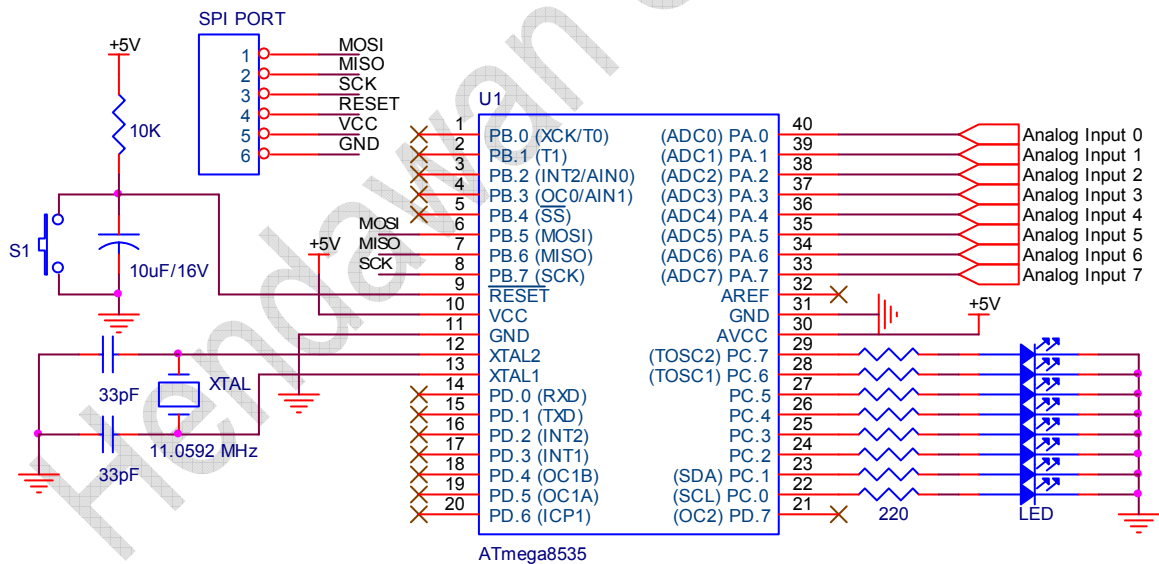 SPI PORT
+5V
1 MOSI
2 MISO
3 SCK
4 RESET
5 VCC
6 GND
10K
S1
10uF/16V
MOSI
MISO
SCK
+5V
33pF
XTAL
33pF
11.0592 MHz
U1
1 PB.0 (XCK/T0)
2 PB.1 (T1)
3 PB.2 (INT2/AIN0)
4 PB.3 (OC0/AIN1)
5 PB.4 (SS)
6 PB.5 (MOSI)
7 PB.6 (MISO)
8 PB.7 (SCK)
9 RESET
10 VCC
11 GND
12 XTAL2
13 XTAL1
14 PD.0 (RXD)
15 PD.1 (TXD)
16 PD.2 (INT2)
17 PD.3 (INT1)
18 PD.4 (OC1B)
19 PD.5 (OC1A)
20 PD.6 (ICP1)
(ADC0) PA.0 40 Analog Input 0
(ADC1) PA.1 39 Analog Input 1
(ADC2) PA.2 38 Analog Input 2
(ADC3) PA.3 37 Analog Input 3
(ADC4) PA.4 36 Analog Input 4
(ADC5) PA.5 35 Analog Input 5
(ADC6) PA.6 34 Analog Input 6
(ADC7) PA.7 33 Analog Input 7
AREF 32
GND 31
AVCC 30
+5V
(TOSC2) PC.7 29
(TOSC1) PC.6 28
PC.5 27
PC.4 26
PC.3 25
PC.2 24
(SDA) PC.1 23
(SCL) PC.0 22
(OC2) PD.7 21
220
LED
ATmega8535
Hendawan